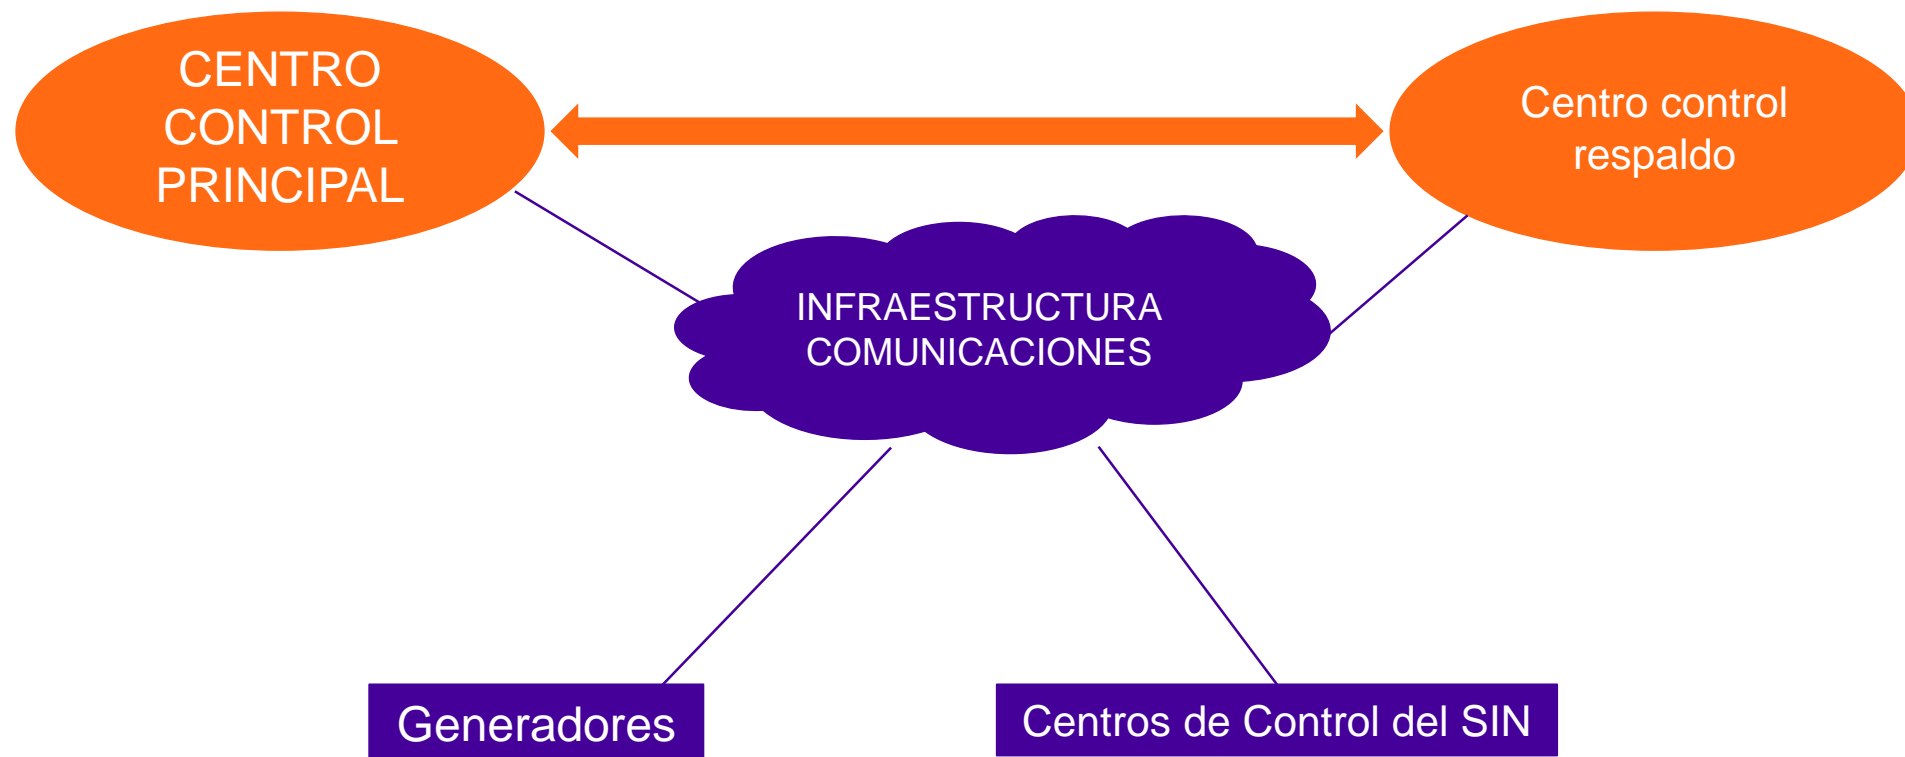 CENTRO
CONTROL
PRINCIPAL
Centro control
respaldo
INFRAESTRUCTURA
COMUNICACIONES
Generadores
Centros de Control del SIN